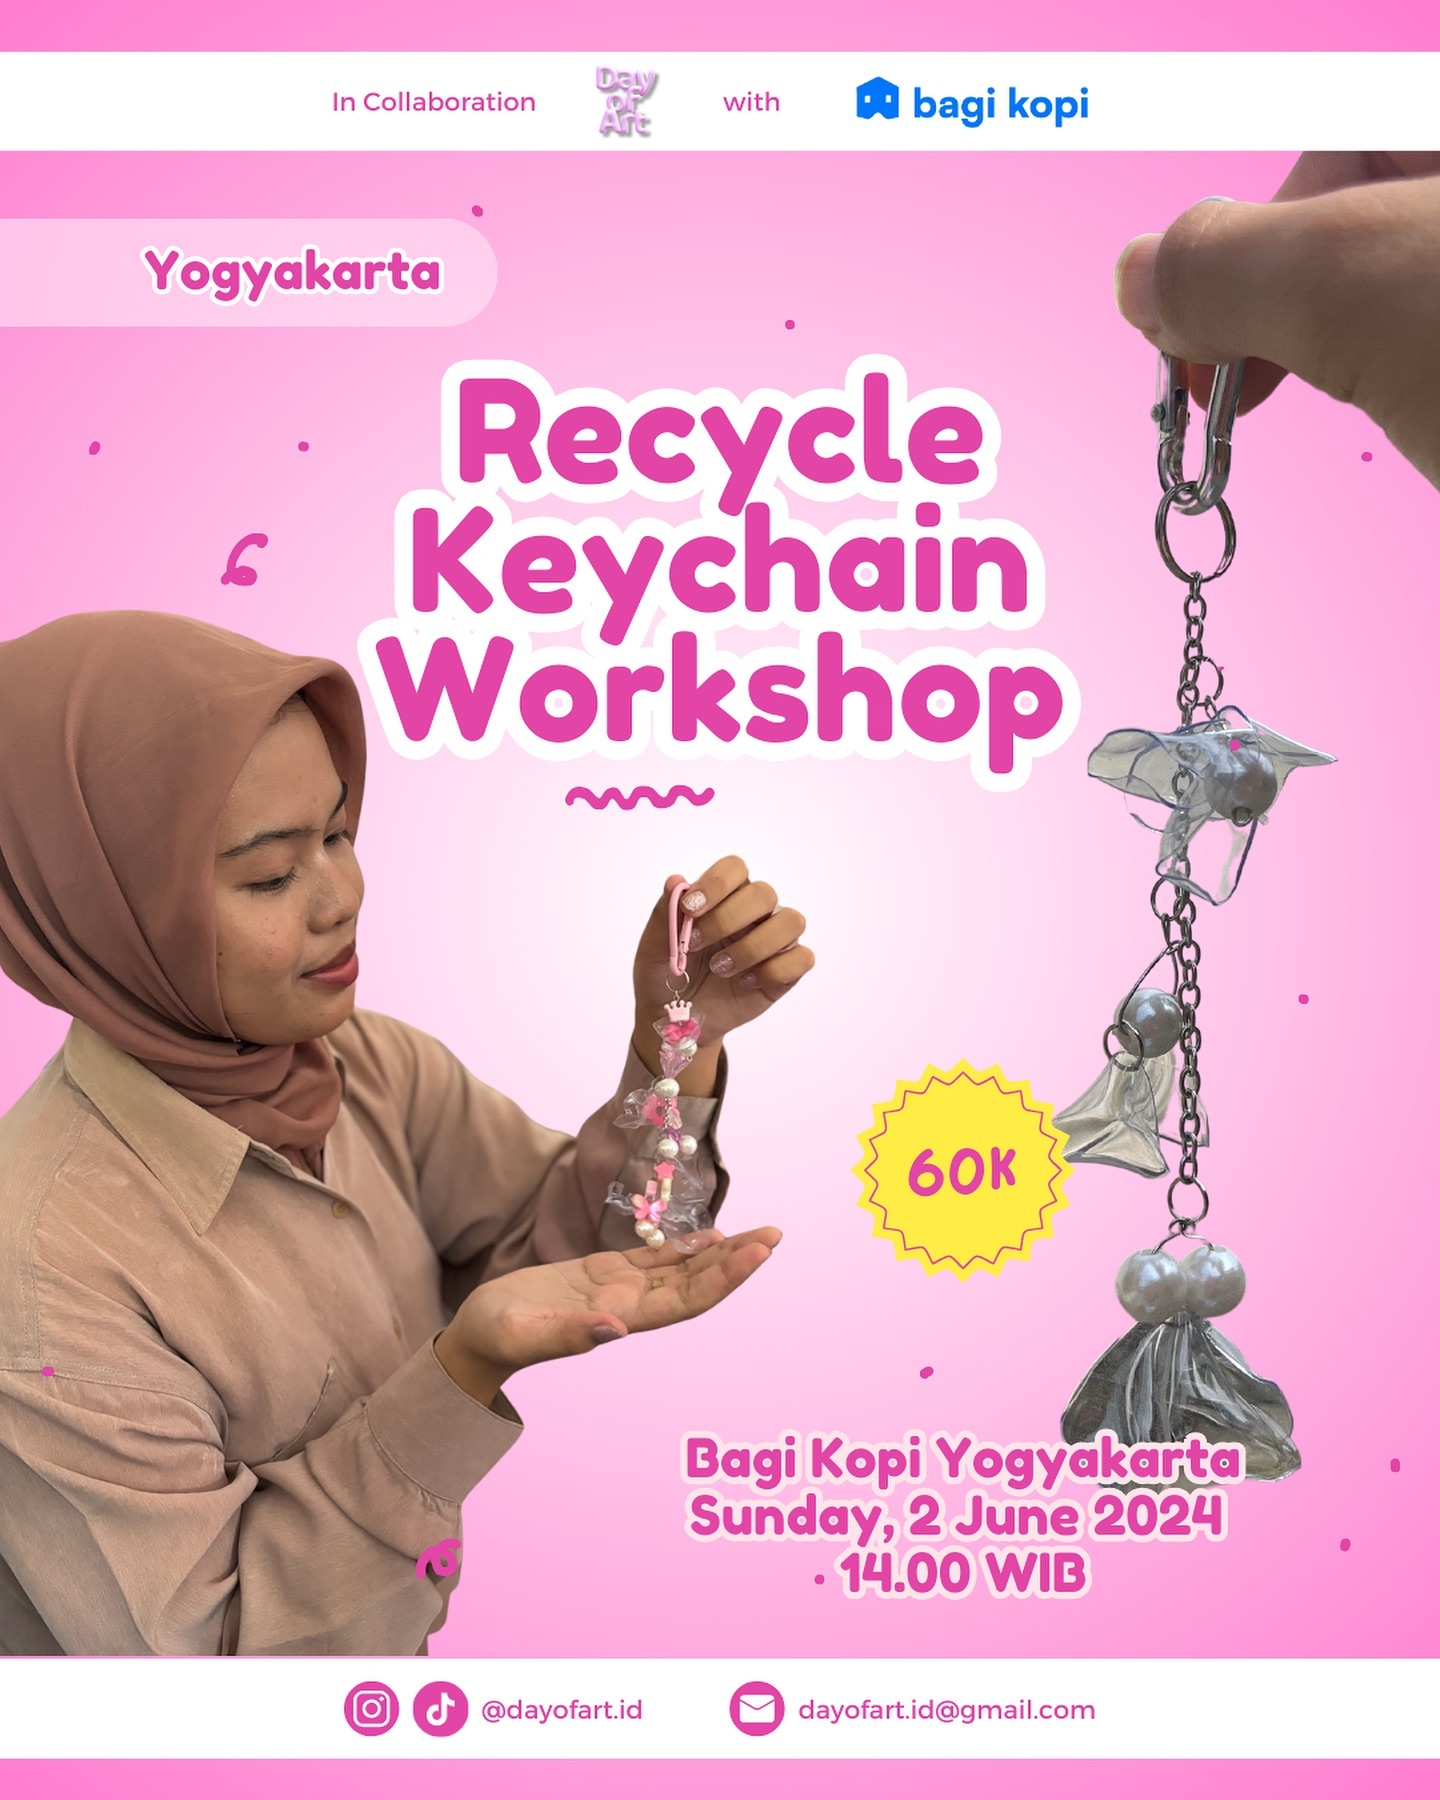 In Collaboration
Day
of
Art
with
bagi kopi
Yogyakarta
Recycle
Keychain
Workshop
60K
Bagi Kopi Yogyakarta
Sunday, 2 June 2024
14.00 WIB
@dayofart.id
dayofart.id@gmail.com